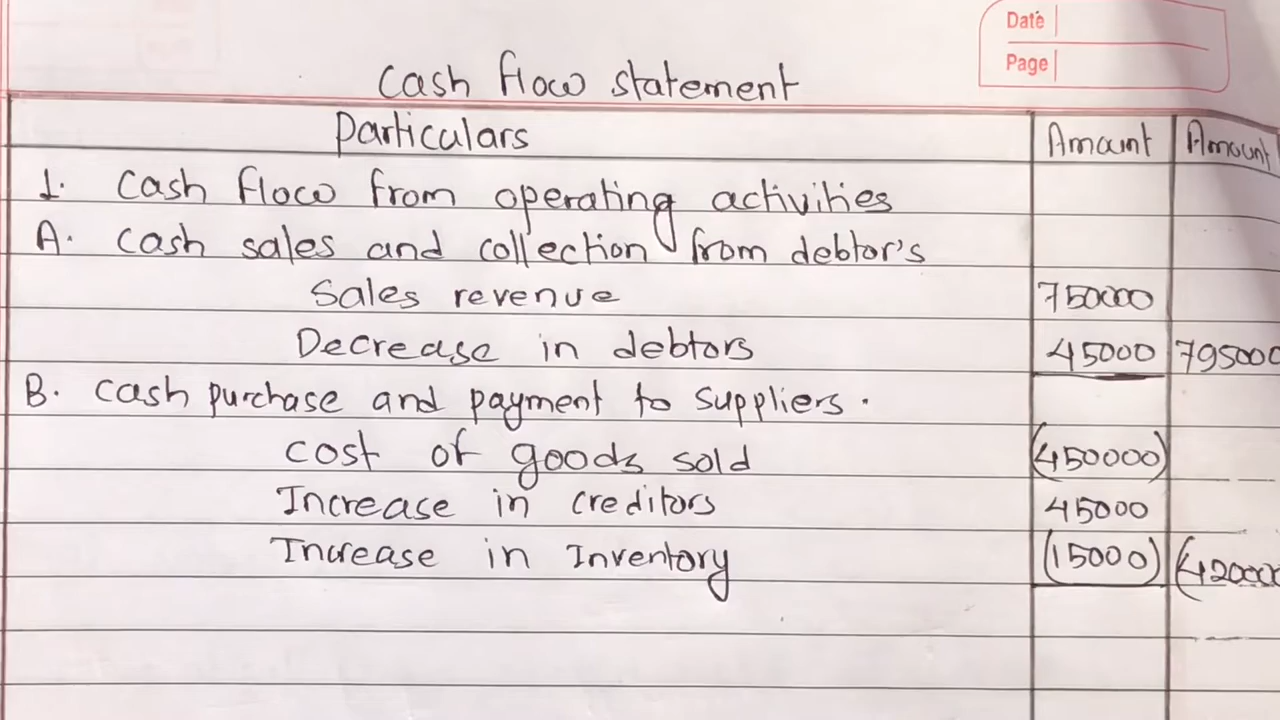 Date
Page
Cash flow statement
Particulars Amount Amount
1. Cash flow from operating activities
A. Cash sales and collection from debtor's
Sales revenue 750000
Decrease in debtors 45000 795000
B. Cash purchase and payment to suppliers.
Cost of goods sold (450000)
Increase in creditors 45000
Increase in Inventory (15000) (420000